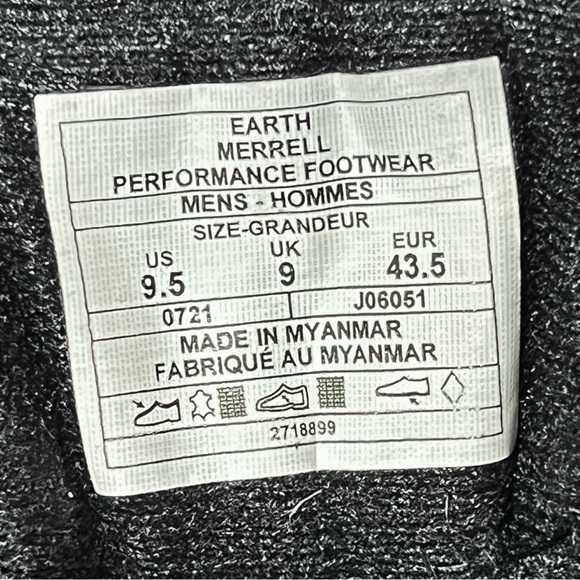 EARTH
MERRELL
PERFORMANCE FOOTWEAR
MENS - HOMMES
SIZE-GRANDEUR
US UK EUR
9.5 9 43.5
0721 J06051
MADE IN MYANMAR
FABRIQUÉ AU MYANMAR
2718899